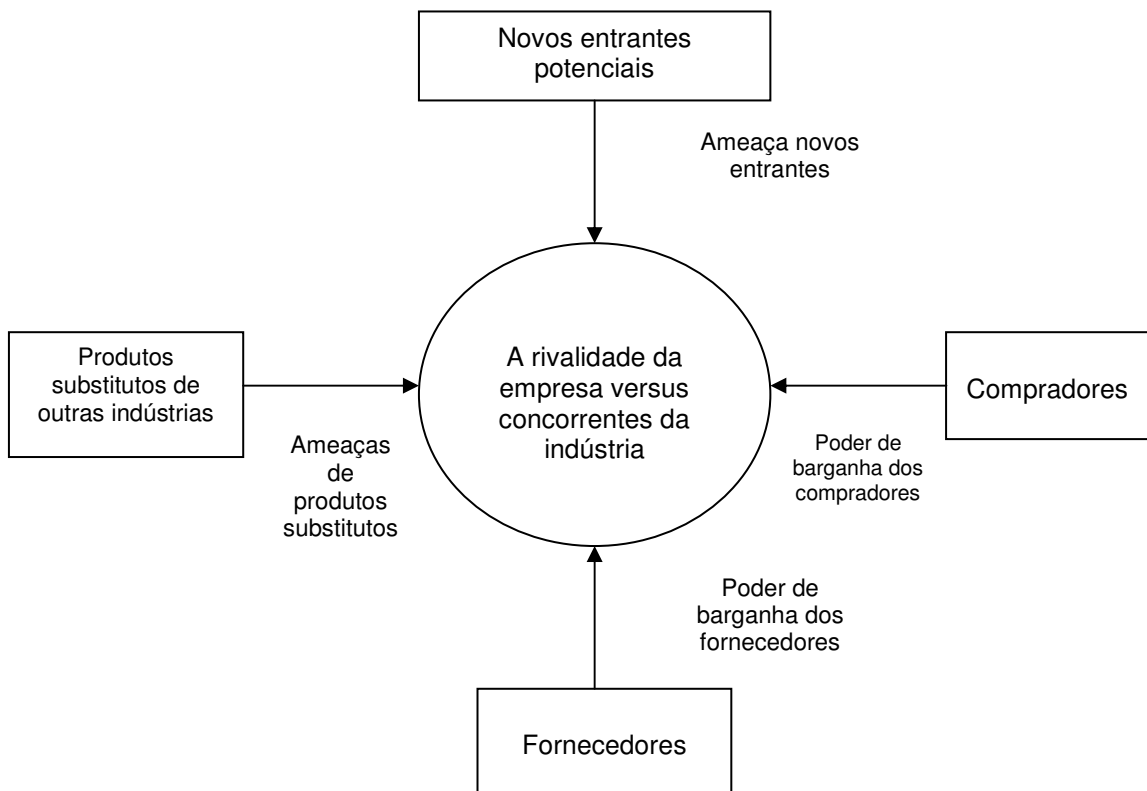 Novos entrantes
potenciais
Ameaça novos
entrantes
Produtos
substitutos de
outras indústrias
Ameaças
de
produtos
substitutos
A rivalidade da
empresa versus
concorrentes da
indústria
Compradores
Poder de
barganha dos
compradores
Poder de
barganha dos
fornecedores
Fornecedores